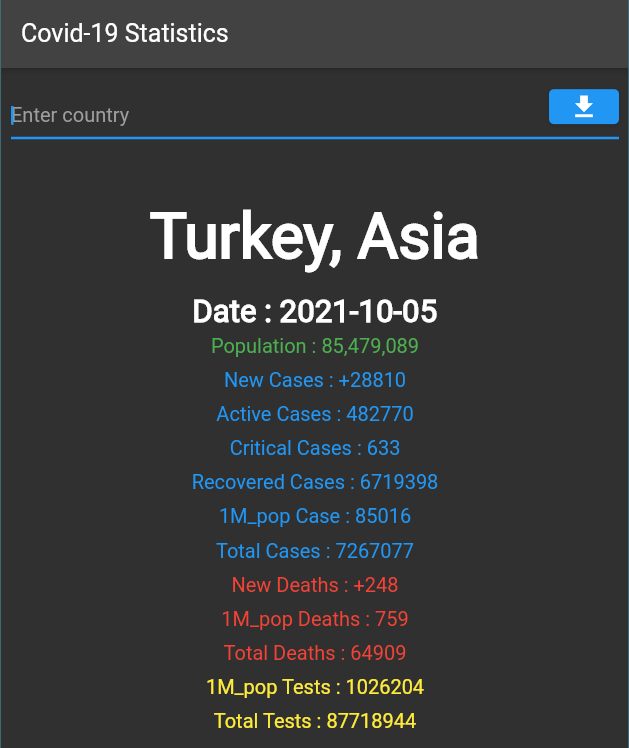 Covid-19 Statistics
Enter country
Turkey, Asia
Date : 2021-10-05
Population : 85,479,089
New Cases : +28810
Active Cases : 482770
Critical Cases : 633
Recovered Cases : 6719398
1M_pop Case : 85016
Total Cases : 7267077
New Deaths : +248
1M_pop Deaths : 759
Total Deaths : 64909
1M_pop Tests : 1026204
Total Tests : 87718944